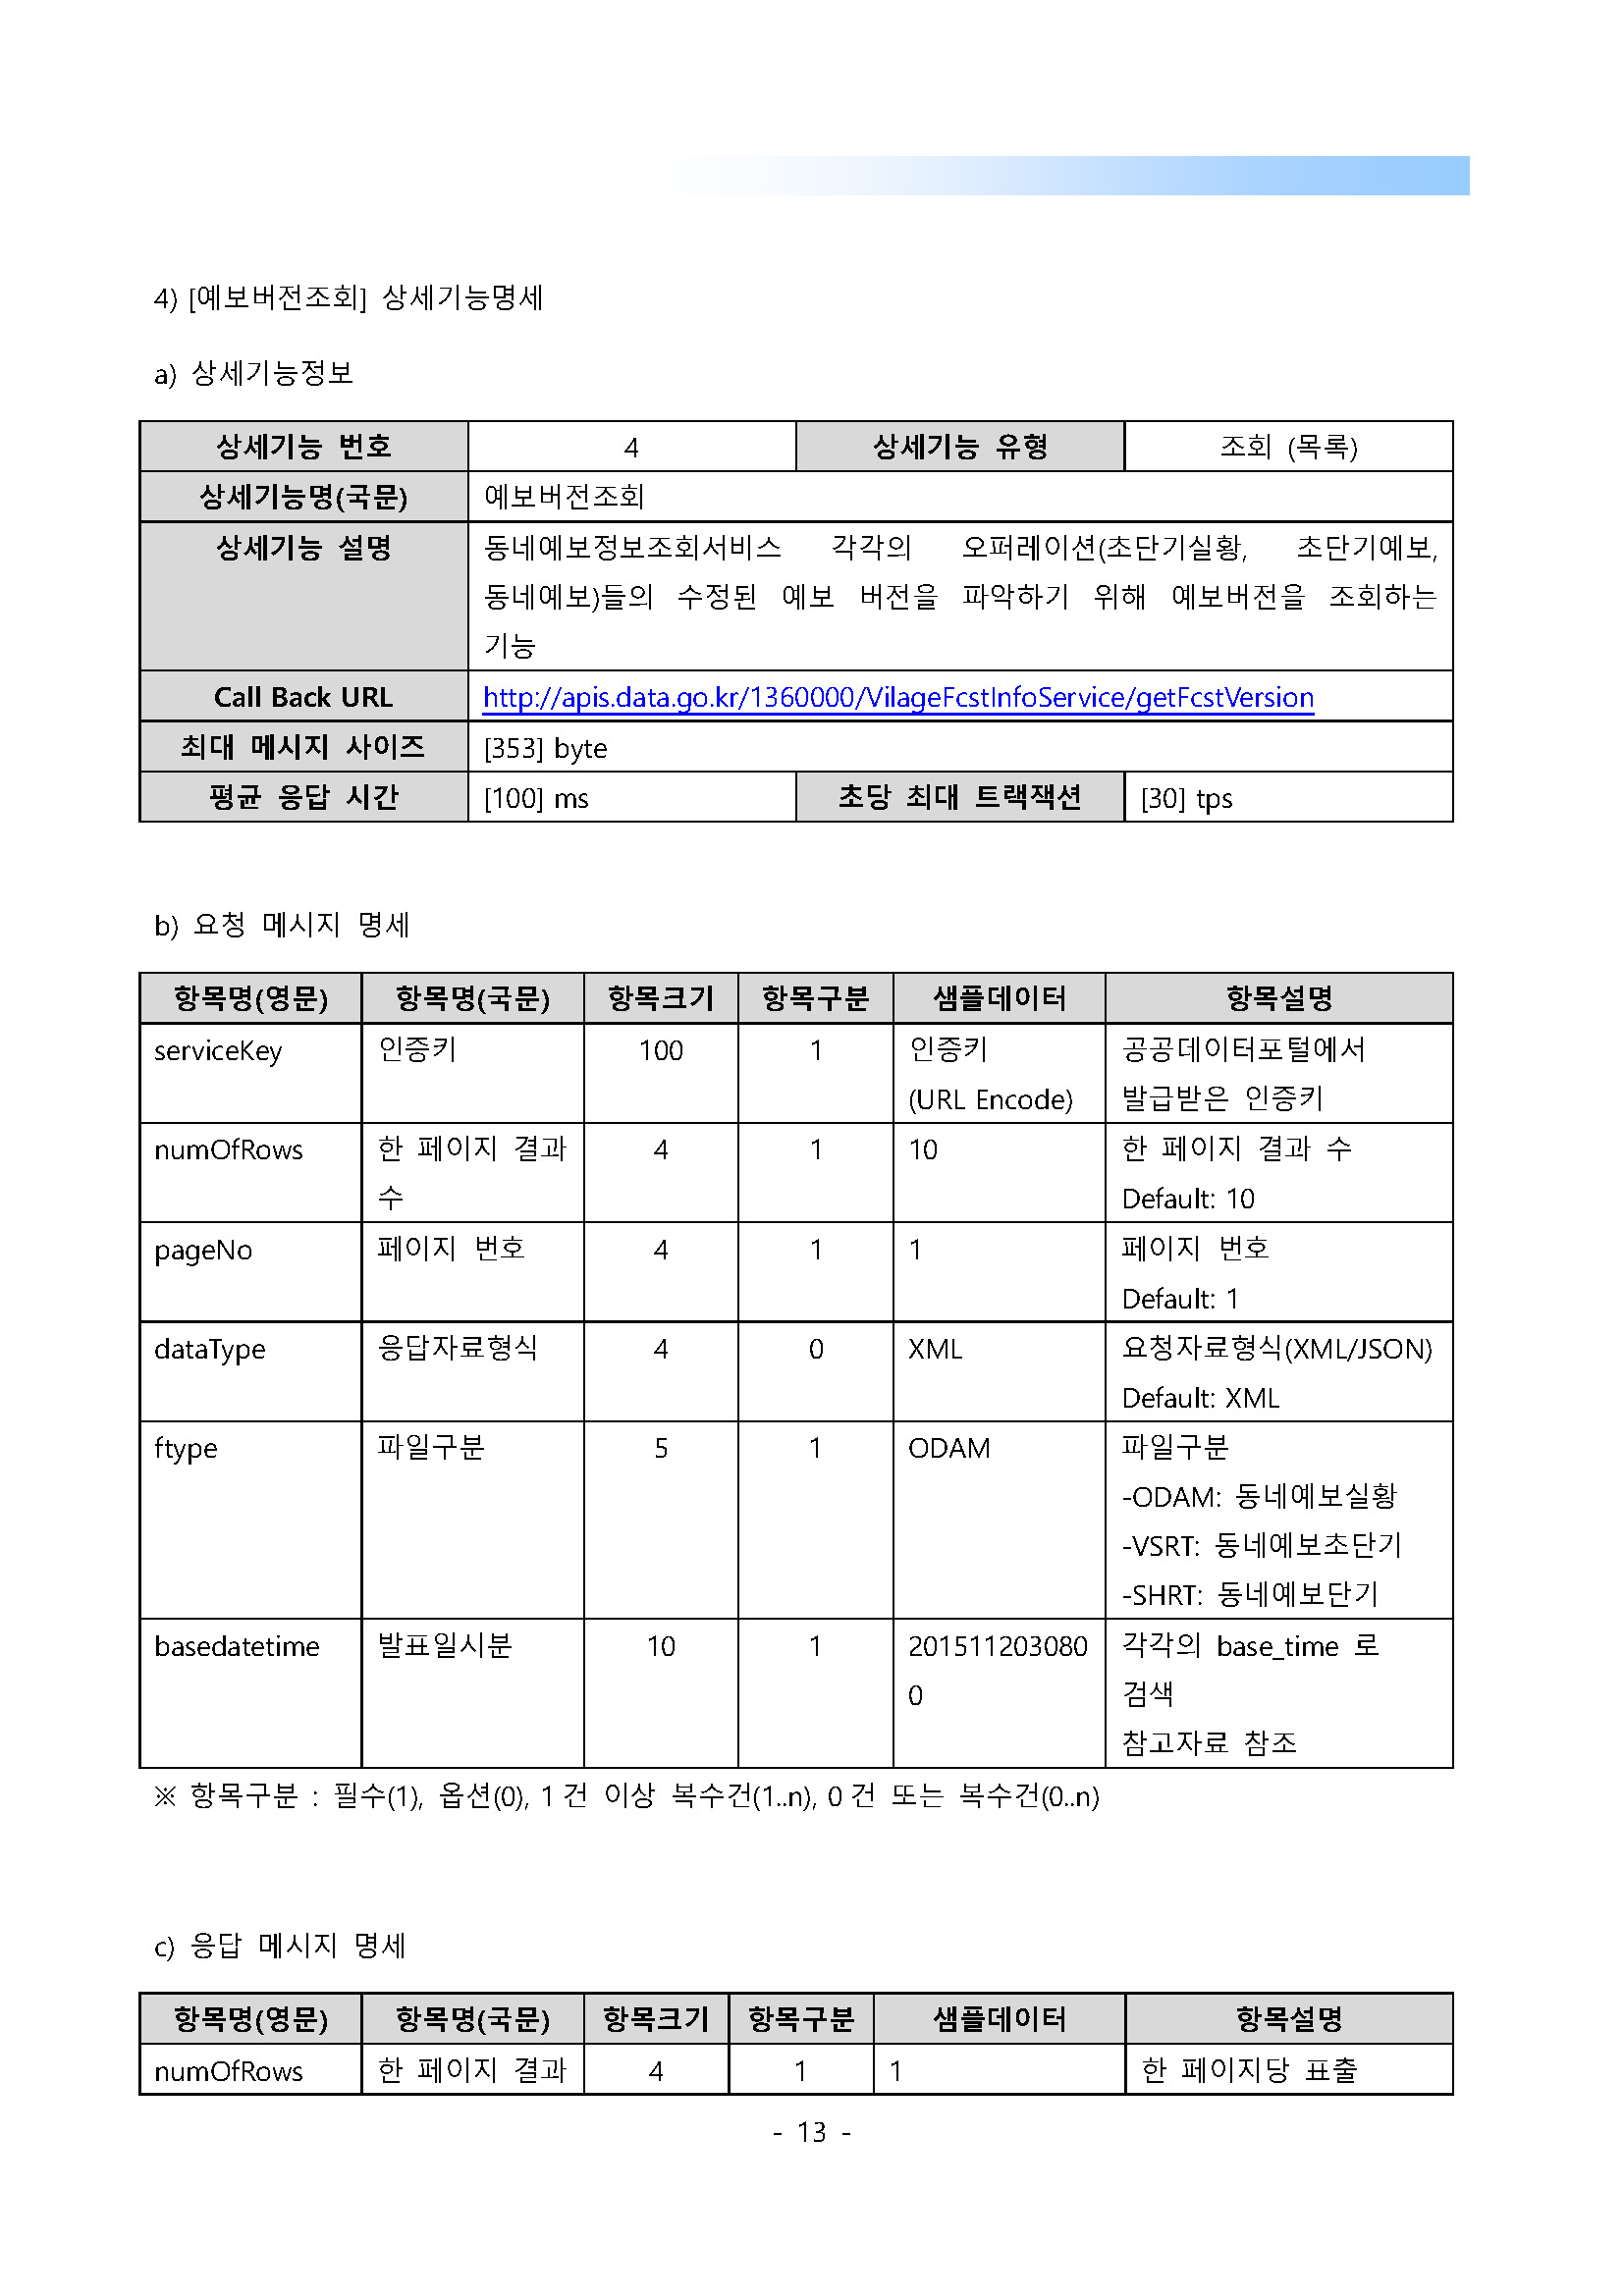 4) [예보버전조회] 상세기능명세
a) 상세기능정보
상세기능 번호 4 상세기능 유형 조회 (목록)
상세기능명(국문) 예보버전조회
상세기능 설명 동네예보정보조회서비스 각각의 오퍼레이션(초단기실황, 초단기예보,
동네예보)들의 수정된 예보 버전을 파악하기 위해 예보버전을 조회하는
기능
Call Back URL http://apis.data.go.kr/1360000/VilageFcstInfoService/getFcstVersion
최대 메시지 사이즈 [353] byte
평균 응답 시간 [100] ms 초당 최대 트랙잭션 [30] tps
b) 요청 메시지 명세
항목명(영문) 항목명(국문) 항목크기 항목구분 샘플데이터 항목설명
serviceKey 인증키 100 1 인증키 공공데이터포털에서
(URL Encode) 발급받은 인증키
numOfRows 한 페이지 결과 4 1 10 한 페이지 결과 수
수 Default: 10
pageNo 페이지 번호 4 1 1 페이지 번호
Default: 1
dataType 응답자료형식 4 0 XML 요청자료형식(XML/JSON)
Default: XML
ftype 파일구분 5 1 ODAM 파일구분
-ODAM: 동네예보실황
-VSRT: 동네예보초단기
-SHRT: 동네예보단기
basedatetime 발표일시분 10 1 201511203080 각각의 base_time 로
0 검색
참고자료 참조
※ 항목구분 : 필수(1), 옵션(0), 1 건 이상 복수건(1..n), 0 건 또는 복수건(0..n)
c) 응답 메시지 명세
항목명(영문) 항목명(국문) 항목크기 항목구분 샘플데이터 항목설명
numOfRows 한 페이지 결과 4 1 1 한 페이지당 표출
- 13 -